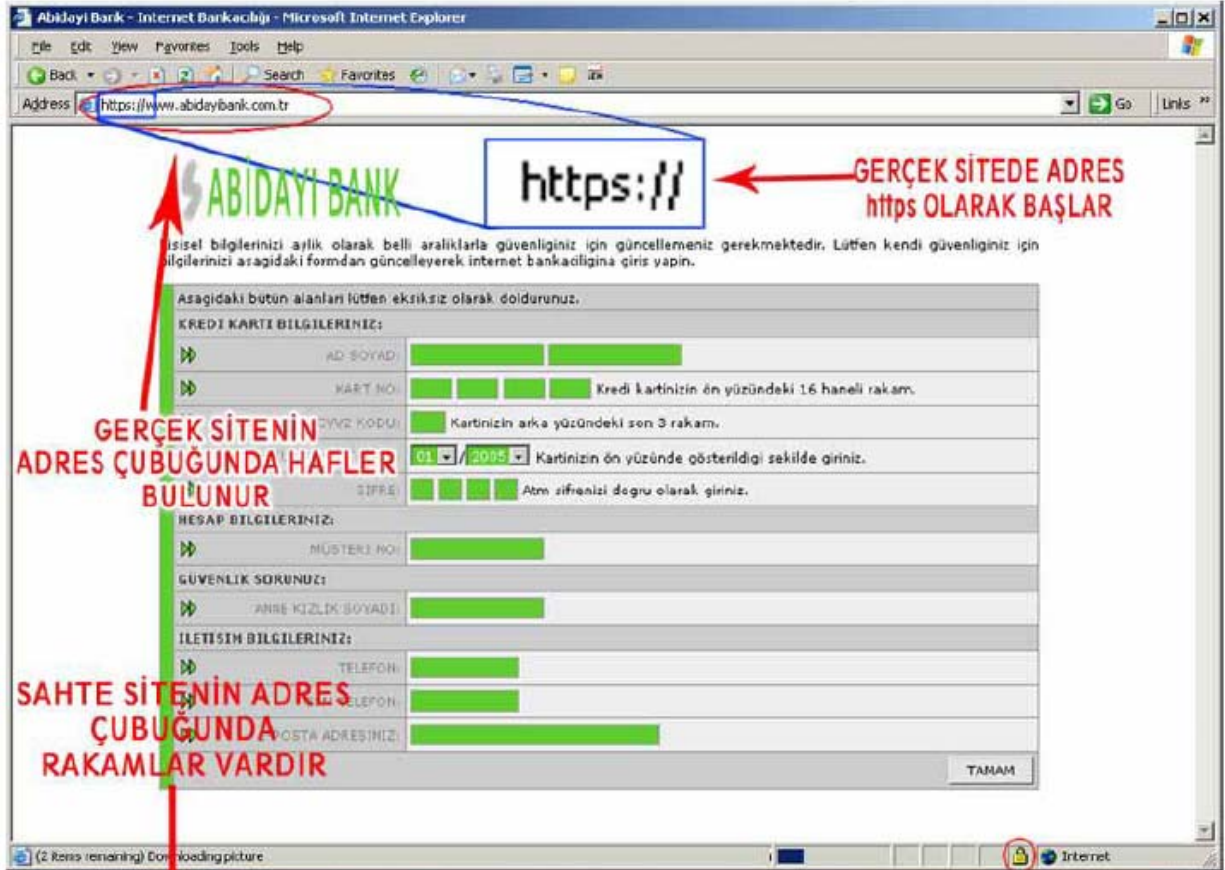 Abidayi Bank - Internet Bankacılığı - Microsoft Internet Explorer
File Edit View Favorites Tools Help
Back Search Favorites
Address https://www.abidayibank.com.tr Go Links
ABİDAYI BANK
https://
GERÇEK SİTEDE ADRES
https OLARAK BAŞLAR
isisel bilgilerinizi aylik olarak belli araliklarla güvenliginiz için güncellemeniz gerekmektedir. Lütfen kendi güvenliginiz için
bilgilerinizi asagidaki formdan güncelleyerek internet bankaciligina giris yapin.
Asagidaki bütün alanlari lütfen eksiksiz olarak doldurunuz.
KREDI KARTI BILGILERINIZ:
AD SOYAD:
KART NO: Kredi kartinizin ön yüzündeki 16 haneli rakam.
CVV2 KODU: Kartinizin arka yüzündeki son 3 rakam.
GERÇEK SİTENİN
ADRES ÇUBUĞUNDA HAFLER
BULUNUR
01 / 2005 Kartinizin ön yüzünde gösterildigi sekilde giriniz.
SIFRE: Atm sifrenizi dogru olarak giriniz.
HESAP BILGILERINIZ:
MÜSTERI NO:
GÜVENLIK SORUNUZ:
ANNE KIZLIK SOYADI:
ILETISIM BILGILERINIZ:
TELEFON:
TELEFON:
POSTA ADRESINIZ:
SAHTE SİTENİN ADRES
ÇUBUĞUNDA
RAKAMLAR VARDIR
TAMAM
(2 items remaining) Downloading picture
Internet